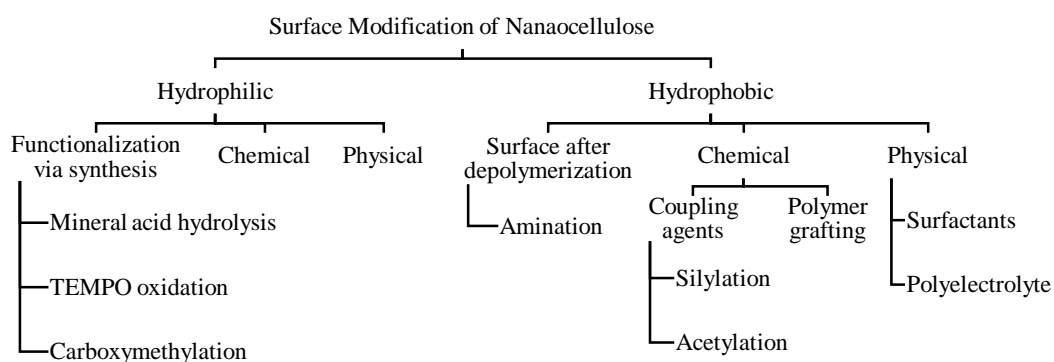 Surface Modification of Nanaocellulose
Hydrophilic
Hydrophobic
Functionalization
via synthesis
Chemical
Physical
Surface after
depolymerization
Chemical
Physical
Mineral acid hydrolysis
TEMPO oxidation
Carboxymethylation
Amination
Coupling
agents
Polymer
grafting
Silylation
Acetylation
Surfactants
Polyelectrolyte